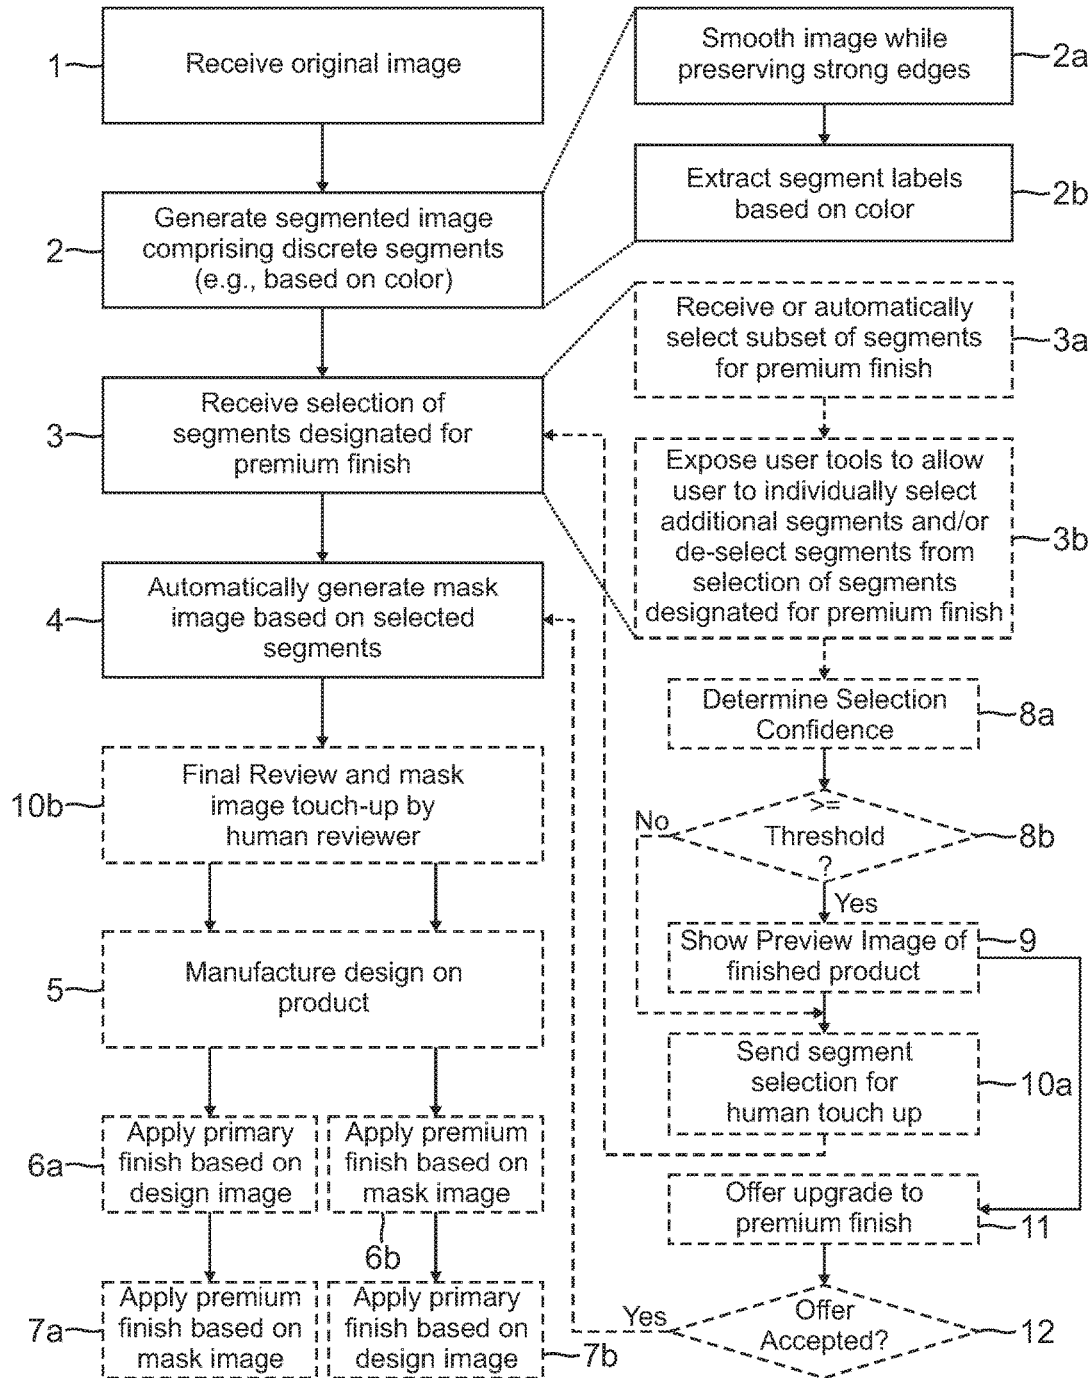 1
Receive original image
2
Generate segmented image
comprising discrete segments
(e.g., based on color)
Smooth image while
preserving strong edges
2a
Extract segment labels
based on color
2b
3
Receive selection of
segments designated for
premium finish
Receive or automatically
select subset of segments
for premium finish
3a
Expose user tools to allow
user to individually select
additional segments and/or
de-select segments from
selection of segments
designated for premium finish
3b
4
Automatically generate mask
image based on selected
segments
Determine Selection
Confidence
8a
>=
Threshold
?
8b
No
Yes
Show Preview Image of
finished product
9
Send segment
selection for
human touch up
10a
Offer upgrade to
premium finish
11
Offer
Accepted?
12
Yes
10b
Final Review and mask
image touch-up by
human reviewer
5
Manufacture design on
product
6a
Apply primary
finish based on
design image
Apply premium
finish based on
mask image
6b
7a
Apply premium
finish based on
mask image
Apply primary
finish based on
design image
7b